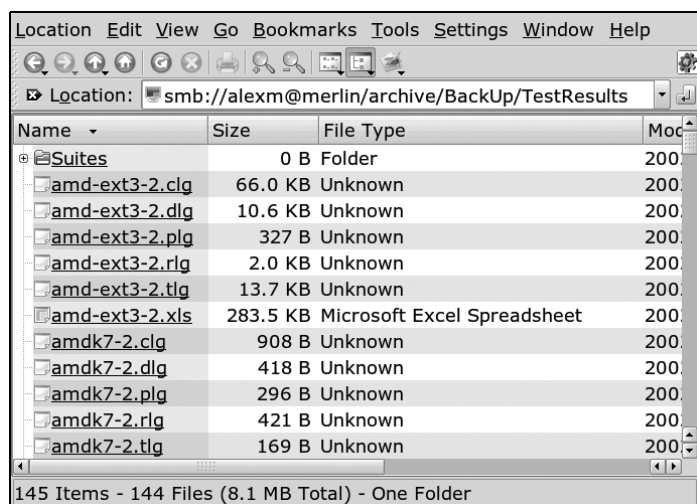 Location Edit View Go Bookmarks Tools Settings Window Help
Location: smb://alexm@merlin/archive/BackUp/TestResults
Name Size File Type
Suites 0 B Folder
amd-ext3-2.clg 66.0 KB Unknown
amd-ext3-2.dlg 10.6 KB Unknown
amd-ext3-2.plg 327 B Unknown
amd-ext3-2.rlg 2.0 KB Unknown
amd-ext3-2.tlg 13.7 KB Unknown
amd-ext3-2.xls 283.5 KB Microsoft Excel Spreadsheet
amdk7-2.clg 908 B Unknown
amdk7-2.dlg 418 B Unknown
amdk7-2.plg 296 B Unknown
amdk7-2.rlg 421 B Unknown
amdk7-2.tlg 169 B Unknown
145 Items - 144 Files (8.1 MB Total) - One Folder